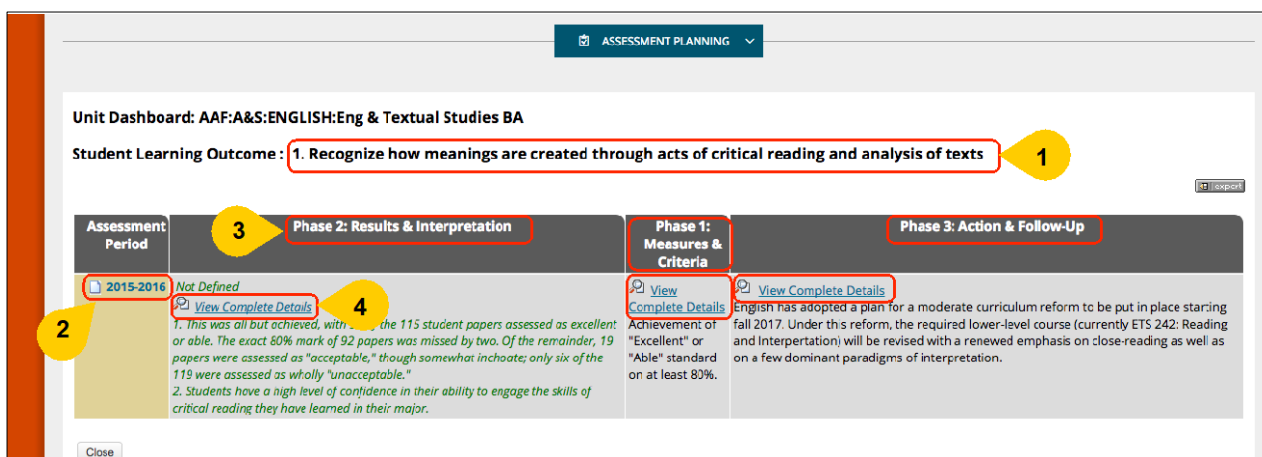 ASSESSMENT PLANNING
Unit Dashboard: AAF:A&S:ENGLISH:Eng & Textual Studies BA
Student Learning Outcome : 1. Recognize how meanings are created through acts of critical reading and analysis of texts
1
export
Assessment
Period
3
Phase 2: Results & Interpretation
Phase 1:
Measures &
Criteria
Phase 3: Action & Follow-Up
2015-2016
2
Not Defined
View Complete Details
4
1. This was all but achieved, with the 115 student papers assessed as excellent
or able. The exact 80% mark of 92 papers was missed by two. Of the remainder, 19
papers were assessed as "acceptable," though somewhat inchoate; only six of the
119 were assessed as wholly "unacceptable."
2. Students have a high level of confidence in their ability to engage the skills of
critical reading they have learned in their major.
View
Complete Details
Achievement of
"Excellent" or
"Able" standard
on at least 80%.
View Complete Details
English has adopted a plan for a moderate curriculum reform to be put in place starting
fall 2017. Under this reform, the required lower-level course (currently ETS 242: Reading
and Interpertation) will be revised with a renewed emphasis on close-reading as well as
on a few dominant paradigms of interpretation.
Close